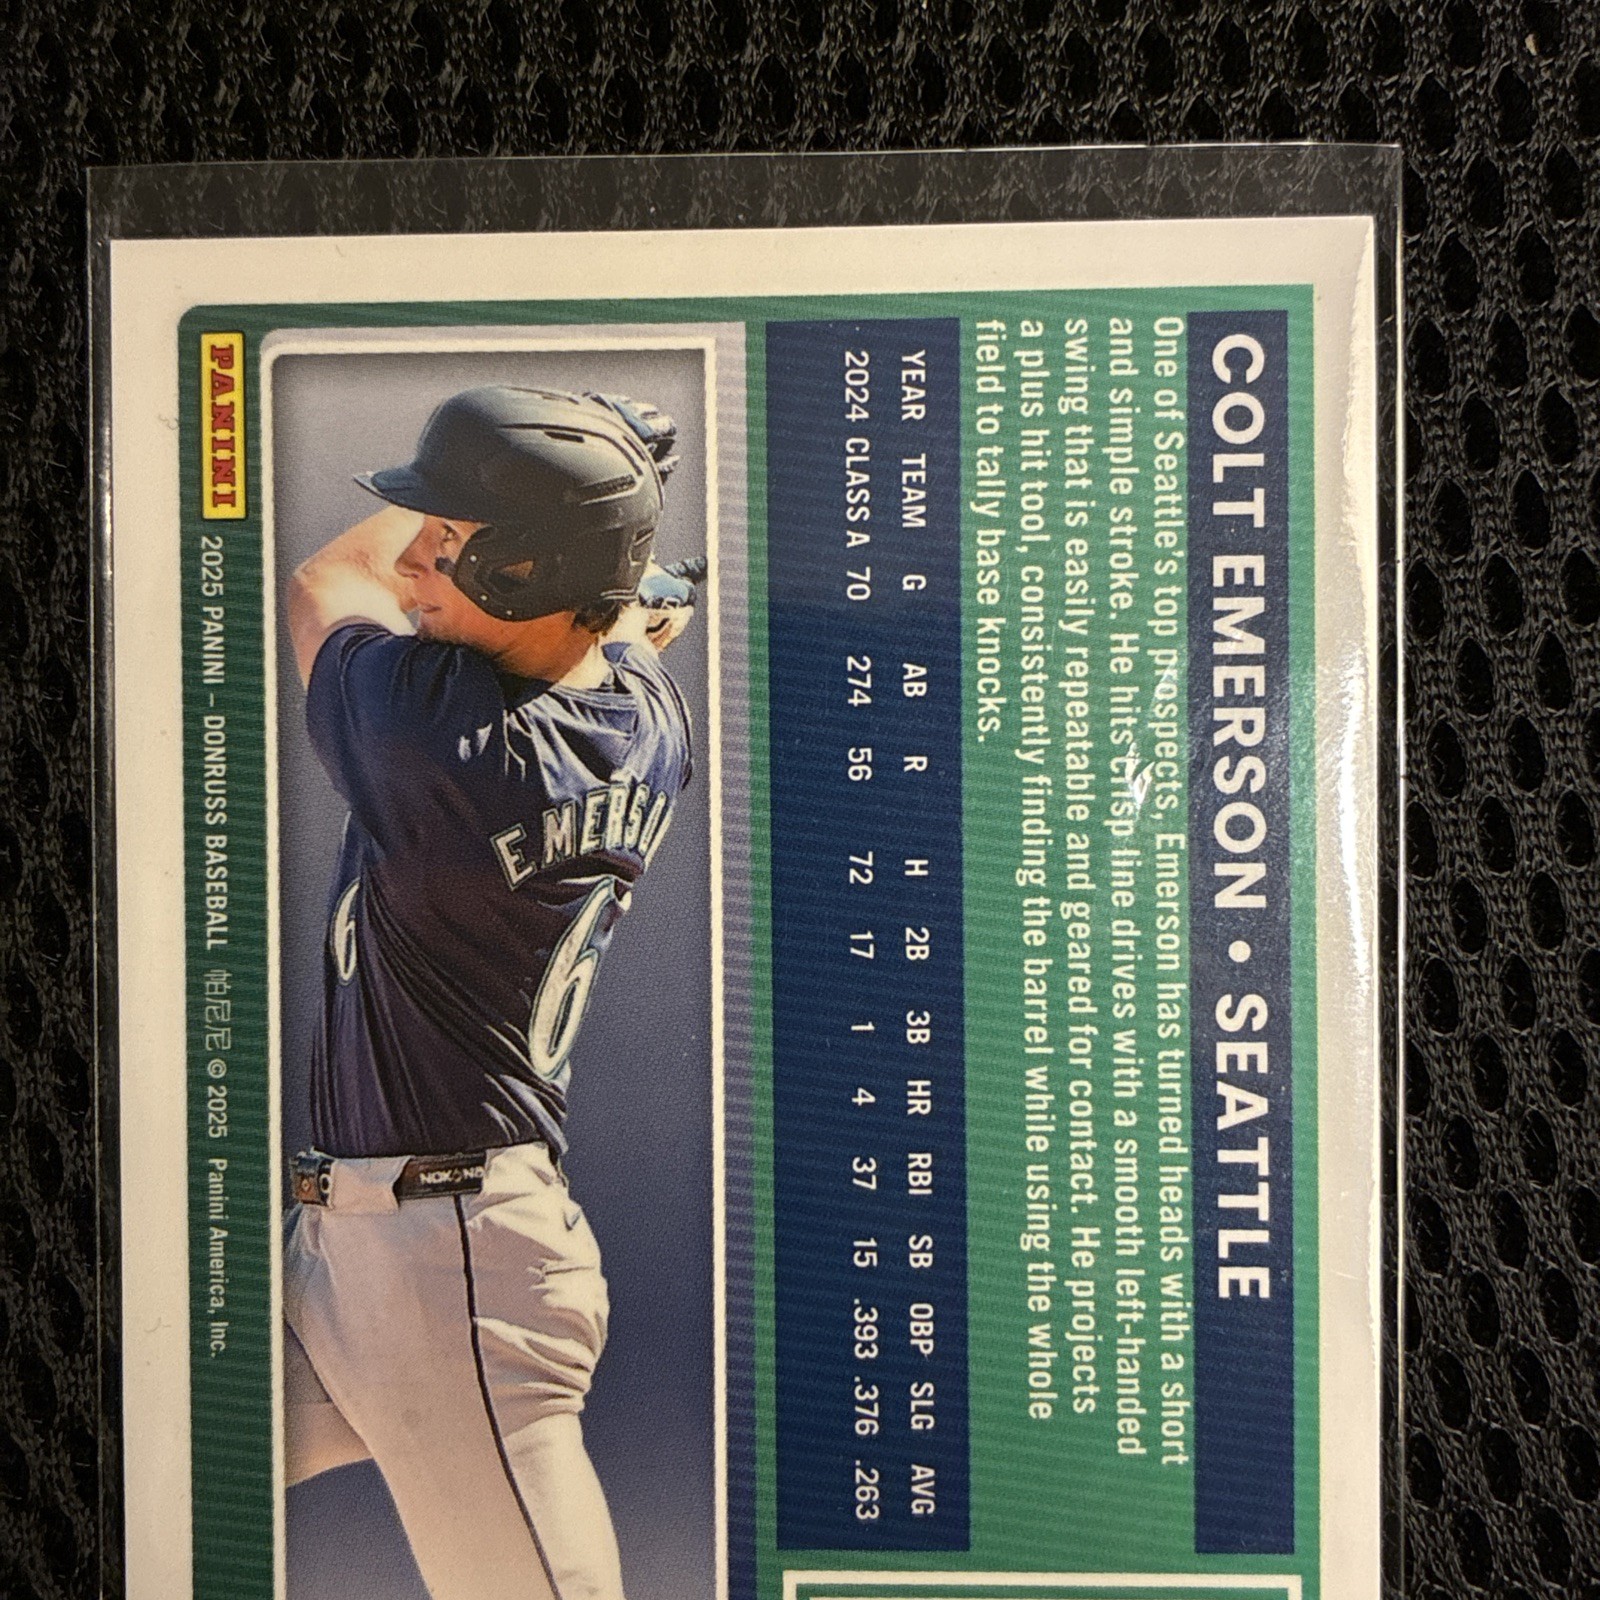 COLT EMERSON • SEATTLE
One of Seattle's top prospects, Emerson has turned heads with a short
and simple stroke. He hits crisp line drives with a smooth left-handed
swing that is easily repeatable and geared for contact. He projects
a plus hit tool, consistently finding the barrel while using the whole
field to tally base knocks.
YEAR TEAM G AB R H 2B 3B HR RBI SB OBP SLG AVG
2024 CLASS A 70 274 56 72 17 1 4 37 15 .393 .376 .263
EMERSO
6
6
PANINI
2025 PANINI – DONRUSS BASEBALL 帕尼尼 © 2025 Panini America, Inc.